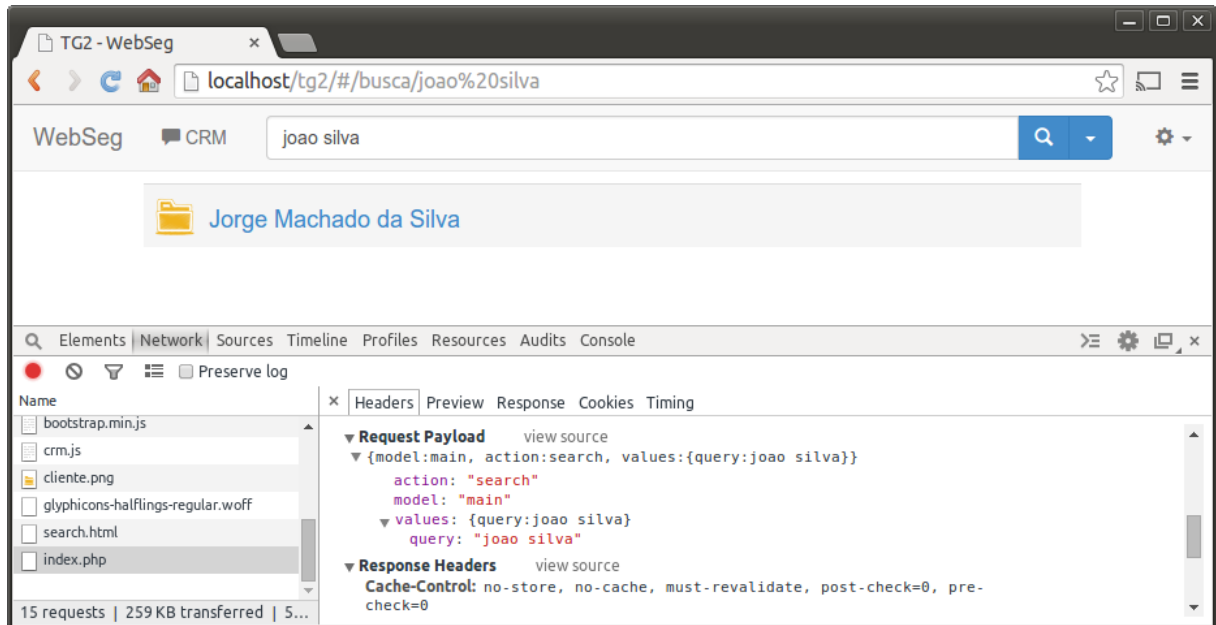 TG2 - WebSeg
localhost/tg2/#/busca/joao%20silva
WebSeg CRM joao silva
Jorge Machado da Silva
Elements Network Sources Timeline Profiles Resources Audits Console
Preserve log
Name
bootstrap.min.js
crm.js
cliente.png
glyphicons-halflings-regular.woff
search.html
index.php
15 requests | 259 KB transferred | 5...
Headers Preview Response Cookies Timing
Request Payload view source
{model:main, action:search, values:{query:joao silva}}
action: "search"
model: "main"
values: {query:joao silva}
query: "joao silva"
Response Headers view source
Cache-Control: no-store, no-cache, must-revalidate, post-check=0, pre-
check=0